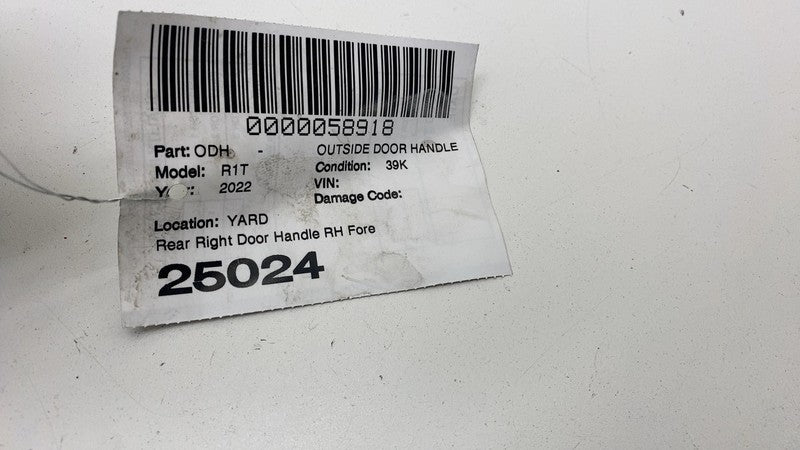 0000058918
Part: ODH - OUTSIDE DOOR HANDLE
Model: R1T Condition: 39K
2022 VIN:
Damage Code:
Location: YARD
Rear Right Door Handle RH Fore
25024